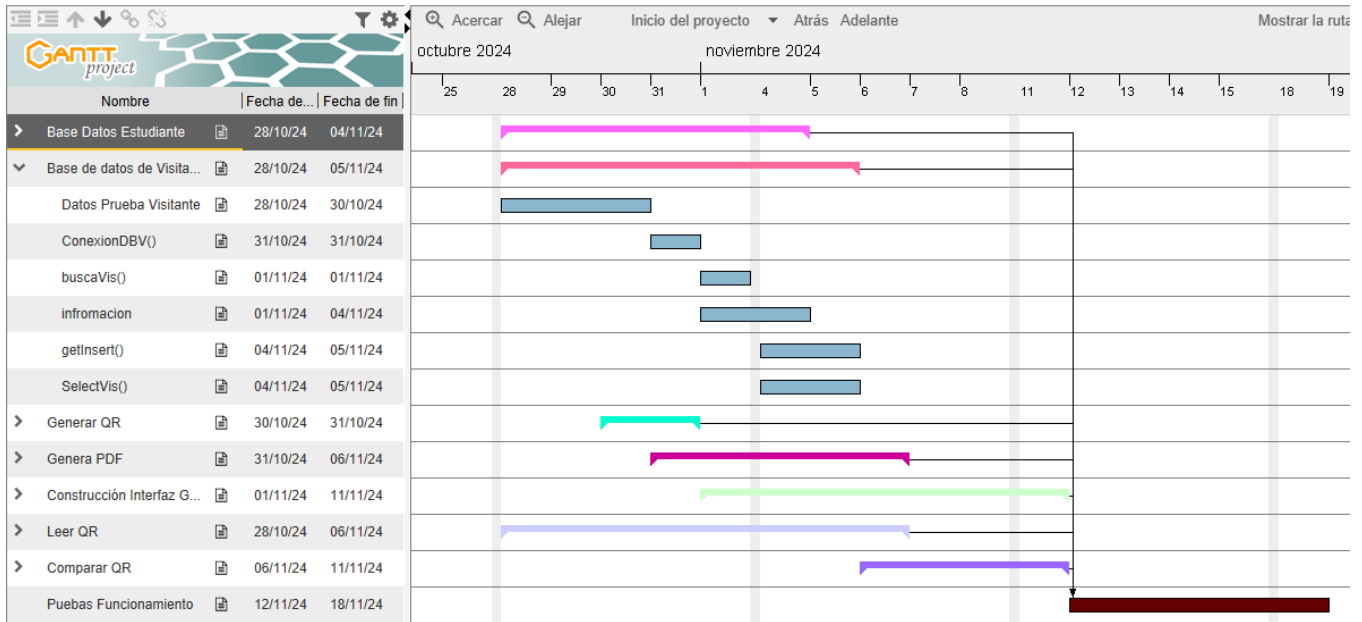 Acercar Alejar Inicio del proyecto Atrás Adelante Mostrar la ruta
GANTT project
octubre 2024 noviembre 2024
25 28 29 30 31 1 4 5 6 7 8 11 12 13 14 15 18 19
Nombre Fecha de... Fecha de fin
Base Datos Estudiante 28/10/24 04/11/24
Base de datos de Visita... 28/10/24 05/11/24
Datos Prueba Visitante 28/10/24 30/10/24
ConexionDBV() 31/10/24 31/10/24
buscaVis() 01/11/24 01/11/24
infromacion 01/11/24 04/11/24
getInsert() 04/11/24 05/11/24
SelectVis() 04/11/24 05/11/24
Generar QR 30/10/24 31/10/24
Genera PDF 31/10/24 06/11/24
Construcción Interfaz G... 01/11/24 11/11/24
Leer QR 28/10/24 06/11/24
Comparar QR 06/11/24 11/11/24
Puebas Funcionamiento 12/11/24 18/11/24